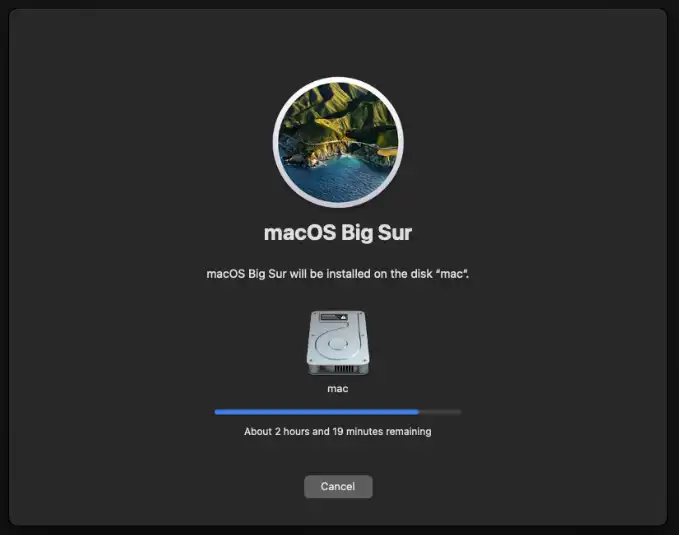 macOS Big Sur
macOS Big Sur will be installed on the disk “mac”.
mac
About 2 hours and 19 minutes remaining
Cancel